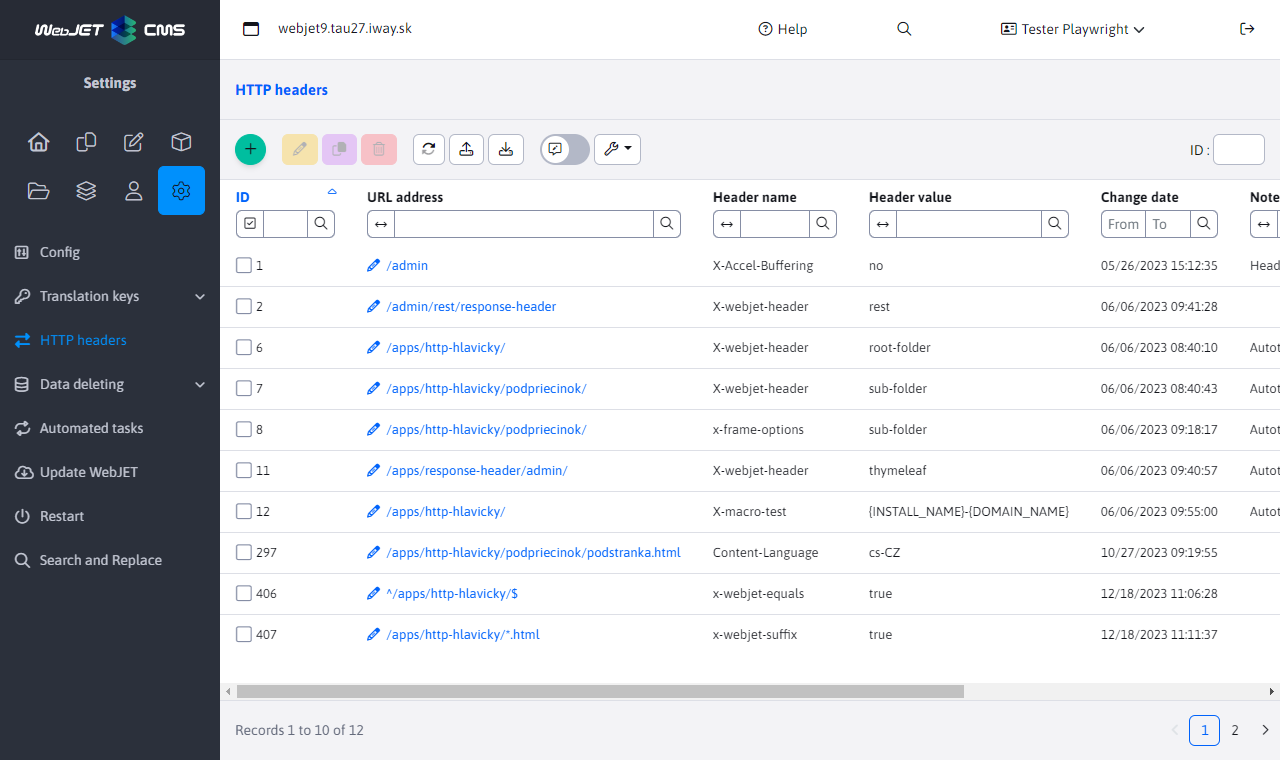 WebJET CMS
webjet9.tau27.iway.sk
Help
Tester Playwright
Settings
HTTP headers
ID :
Config
Translation keys
HTTP headers
Data deleting
Automated tasks
Update WebJET
Restart
Search and Replace
ID URL address Header name Header value Change date Note
From To
1 /admin X-Accel-Buffering no 05/26/2023 15:12:35 Head
2 /admin/rest/response-header X-webjet-header rest 06/06/2023 09:41:28
6 /apps/http-hlavicky/ X-webjet-header root-folder 06/06/2023 08:40:10 Autot
7 /apps/http-hlavicky/podpriecinok/ X-webjet-header sub-folder 06/06/2023 08:40:43 Autot
8 /apps/http-hlavicky/podpriecinok/ x-frame-options sub-folder 06/06/2023 09:18:17 Autot
11 /apps/response-header/admin/ X-webjet-header thymeleaf 06/06/2023 09:40:57 Autot
12 /apps/http-hlavicky/ X-macro-test {INSTALL_NAME}-{DOMAIN_NAME} 06/06/2023 09:55:00 Autot
297 /apps/http-hlavicky/podpriecinok/podstranka.html Content-Language cs-CZ 10/27/2023 09:19:55
406 ^/apps/http-hlavicky/$ x-webjet-equals true 12/18/2023 11:06:28
407 /apps/http-hlavicky/*.html x-webjet-suffix true 12/18/2023 11:11:37
Records 1 to 10 of 12
1 2